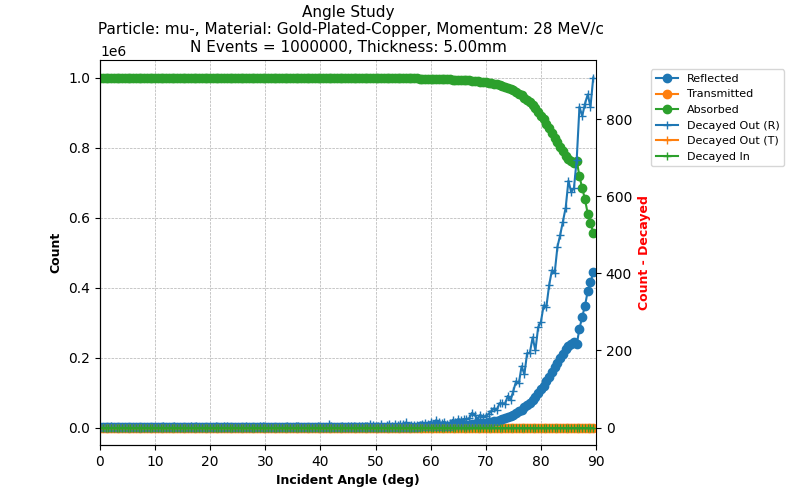 Angle Study
Particle: mu-, Material: Gold-Plated-Copper, Momentum: 28 MeV/c
N Events = 1000000, Thickness: 5.00mm
1e6
1.0
0.8
0.6
0.4
0.2
0.0
Count
0 10 20 30 40 50 60 70 80 90
Incident Angle (deg)
800
600
400
200
0
Count - Decayed
Reflected
Transmitted
Absorbed
Decayed Out (R)
Decayed Out (T)
Decayed In